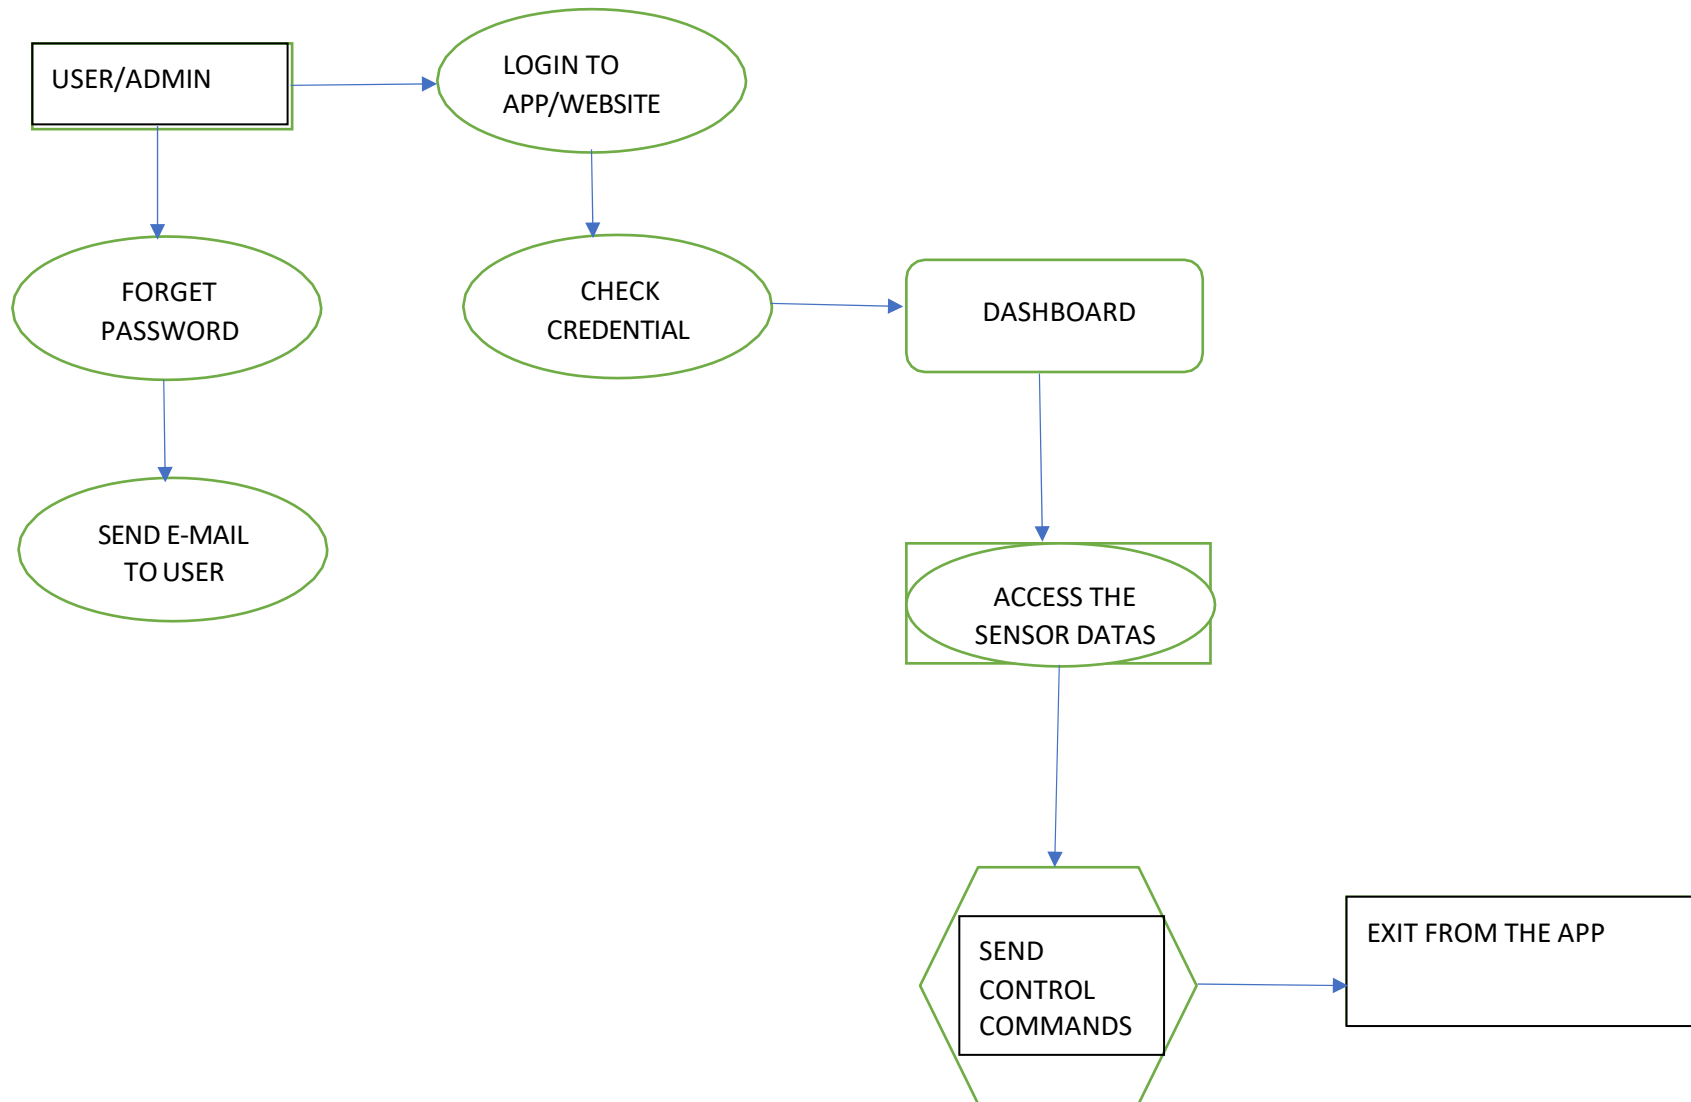 USER/ADMIN
LOGIN TO
APP/WEBSITE
FORGET
PASSWORD
CHECK
CREDENTIAL
DASHBOARD
SEND E-MAIL
TO USER
ACCESS THE
SENSOR DATAS
SEND
CONTROL
COMMANDS
EXIT FROM THE APP